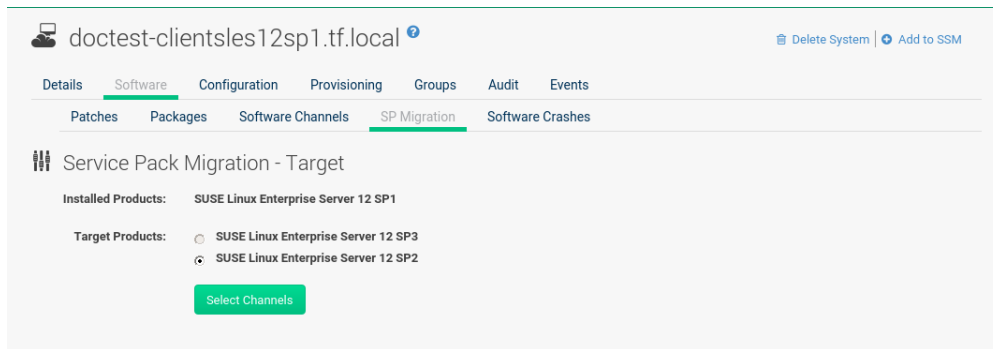 doctest-clientsles12sp1.tf.local ?
Delete System | Add to SSM
Details Software Configuration Provisioning Groups Audit Events
Patches Packages Software Channels SP Migration Software Crashes
Service Pack Migration - Target
Installed Products: SUSE Linux Enterprise Server 12 SP1
Target Products: SUSE Linux Enterprise Server 12 SP3
SUSE Linux Enterprise Server 12 SP2
Select Channels